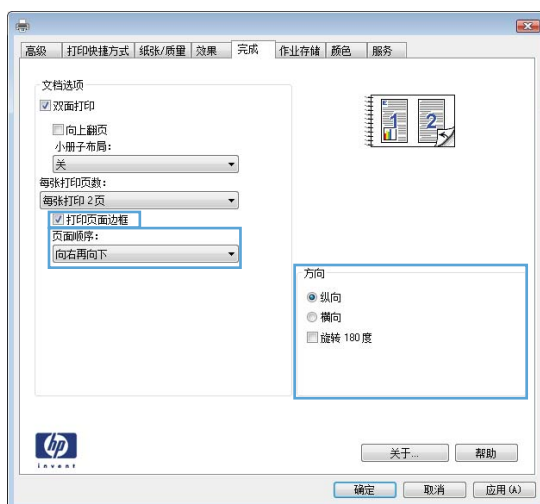 高级 打印快捷方式 纸张/质量 效果 完成 作业存储 颜色 服务
文档选项
双面打印
向上翻页
小册子布局:
关
每张打印页数:
每张打印 2 页
打印页面边框
页面顺序:
向右再向下
1 2
方向
纵向
横向
旋转 180 度
hp
invent
关于... 帮助
确定 取消 应用(A)